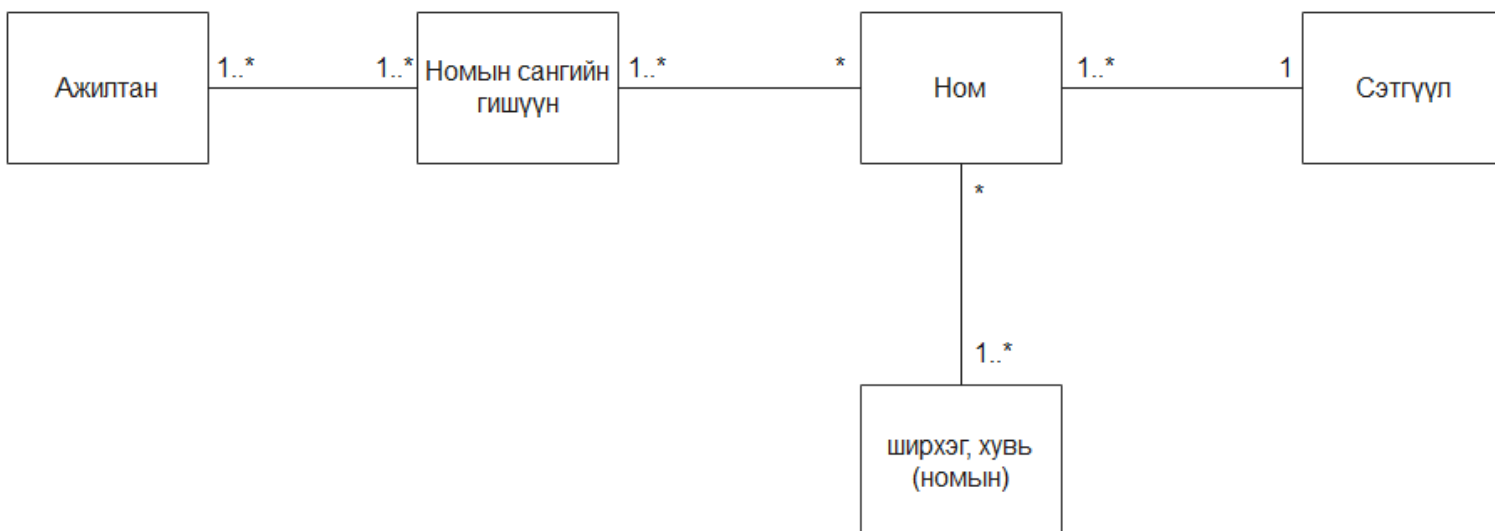 Ажилтан
1..*
1..*
Номын сангийн
гишүүн
1..*
*
Ном
1..*
1
Сэтгүүл
*
1..*
ширхэг, хувь
(номын)